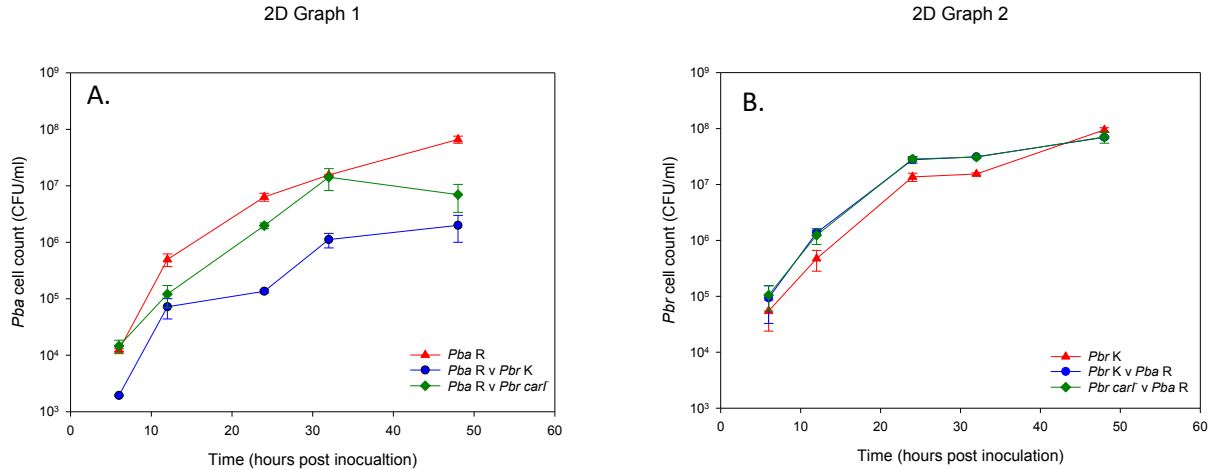 2D Graph 1
2D Graph 2
A.
B.
10⁹
10⁸
10⁷
10⁶
10⁵
10⁴
10³
Pba cell count (CFU/ml)
0 10 20 30 40 50 60
Time (hours post inocualtion)
Pba R
Pba R v Pbr K
Pba R v Pbr carI⁻
10⁹
10⁸
10⁷
10⁶
10⁵
10⁴
10³
Pbr cell count (CFU/ml)
0 10 20 30 40 50 60
Time (hours post inoculation)
Pbr K
Pbr K v Pba R
Pbr carI⁻ v Pba R